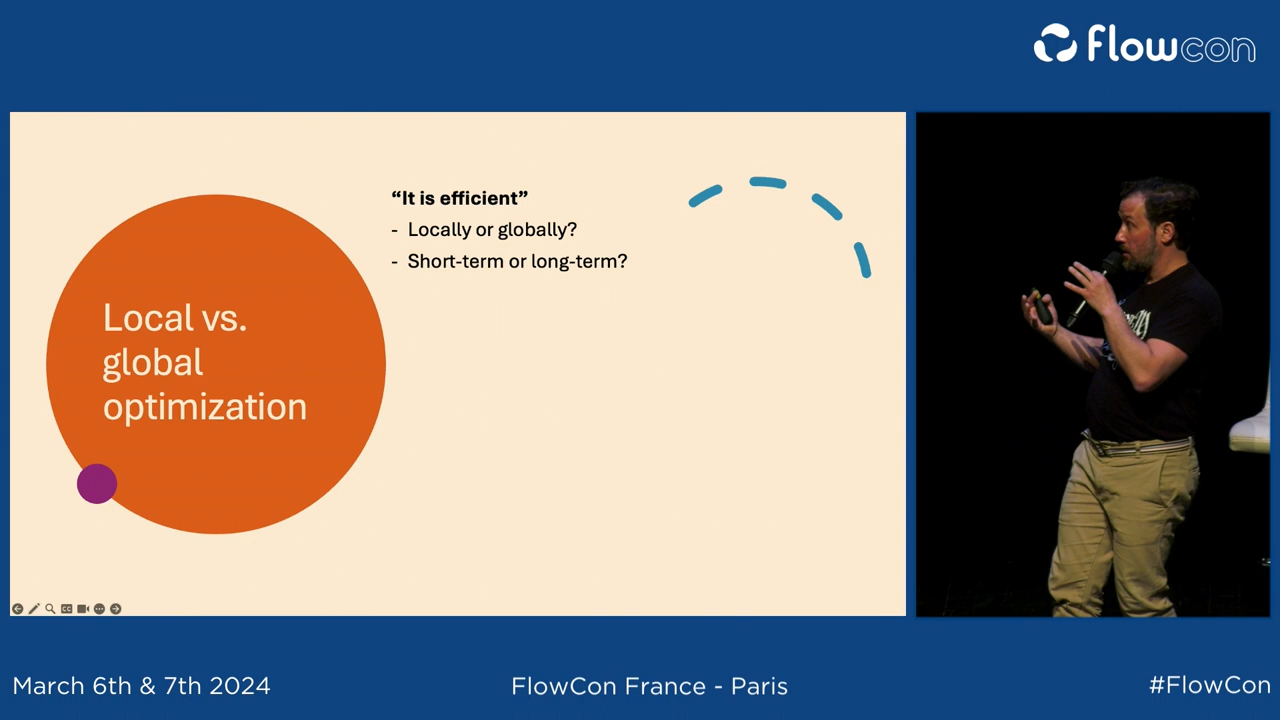 flowcon
"It is efficient"
- Locally or globally?
- Short-term or long-term?
Local vs.
global
optimization
March 6th & 7th 2024
FlowCon France - Paris
#FlowCon